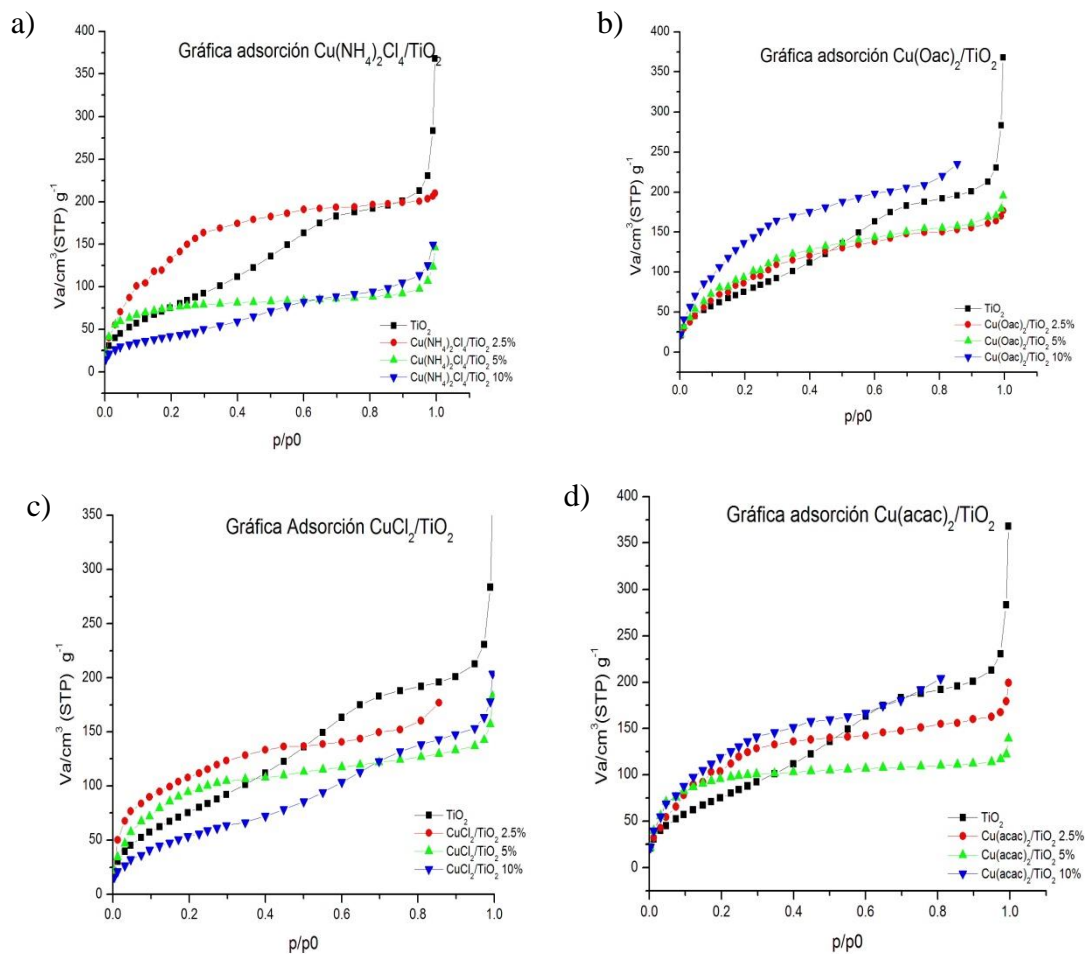 a)
Gráfica adsorción Cu(NH₄)₂Cl₄/TiO₂
Va/cm³(STP) g⁻¹
400
350
300
250
200
150
100
50
0
TiO₂
Cu(NH₄)₂Cl₄/TiO₂ 2.5%
Cu(NH₄)₂Cl₄/TiO₂ 5%
Cu(NH₄)₂Cl₄/TiO₂ 10%
0.0 0.2 0.4 0.6 0.8 1.0
p/p0
b)
Gráfica adsorción Cu(Oac)₂/TiO₂
Va/cm³(STP) g⁻¹
400
350
300
250
200
150
100
50
0
TiO₂
Cu(Oac)₂/TiO₂ 2.5%
Cu(Oac)₂/TiO₂ 5%
Cu(Oac)₂/TiO₂ 10%
0.0 0.2 0.4 0.6 0.8 1.0
p/p0
c)
Gráfica Adsorción CuCl₂/TiO₂
Va/cm³ (STP) g⁻¹
350
300
250
200
150
100
50
0
TiO₂
CuCl₂/TiO₂ 2.5%
CuCl₂/TiO₂ 5%
CuCl₂/TiO₂ 10%
0.0 0.2 0.4 0.6 0.8 1.0
p/p0
d)
Gráfica adsorción Cu(acac)₂/TiO₂
Va/cm³(STP) g⁻¹
400
350
300
250
200
150
100
50
0
TiO₂
Cu(acac)₂/TiO₂ 2.5%
Cu(acac)₂/TiO₂ 5%
Cu(acac)₂/TiO₂ 10%
0.0 0.2 0.4 0.6 0.8 1.0
p/p0